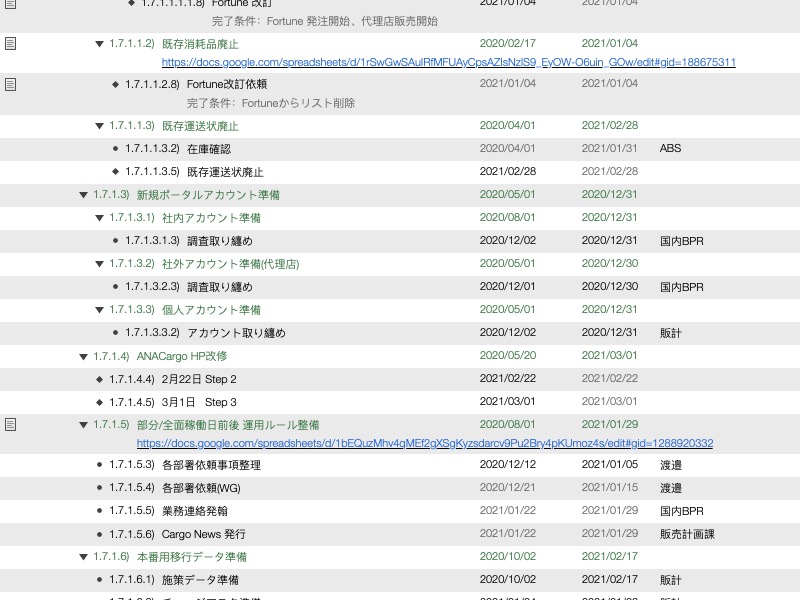 1.7.1.1.1.8) Fortune 改訂 2021/01/04 2021/01/04
完了条件: Fortune 発注開始、代理店販売開始
1.7.1.1.2) 既存消耗品廃止 2020/02/17 2021/01/04
https://docs.google.com/spreadsheets/d/1rSwGwSAuIRfMFUAyCpsAZIsNzlS9_EyOW-O6uin_GOw/edit#gid=188675311
1.7.1.1.2.8) Fortune改訂依頼 2021/01/04 2021/01/04
完了条件: Fortuneからリスト削除
1.7.1.1.3) 既存運送状廃止 2020/04/01 2021/02/28
1.7.1.1.3.2) 在庫確認 2020/04/01 2021/01/31 ABS
1.7.1.1.3.5) 既存運送状廃止 2021/02/28 2021/02/28
1.7.1.3) 新規ポータルアカウント準備 2020/05/01 2020/12/31
1.7.1.3.1) 社内アカウント準備 2020/08/01 2020/12/31
1.7.1.3.1.3) 調査取り纏め 2020/12/02 2020/12/31 国内BPR
1.7.1.3.2) 社外アカウント準備(代理店) 2020/05/01 2020/12/30
1.7.1.3.2.3) 調査取り纏め 2020/12/01 2020/12/30 国内BPR
1.7.1.3.3) 個人アカウント準備 2020/05/01 2020/12/31
1.7.1.3.3.2) アカウント取り纏め 2020/12/02 2020/12/31 販計
1.7.1.4) ANACargo HP改修 2020/05/20 2021/03/01
1.7.1.4.4) 2月22日 Step 2 2021/02/22 2021/02/22
1.7.1.4.5) 3月1日 Step 3 2021/03/01 2021/03/01
1.7.1.5) 部分/全面稼働日前後 運用ルール整備 2020/08/01 2021/01/29
https://docs.google.com/spreadsheets/d/1bEQuzMhv4qMEf2gXSgKyzsdarcv9Pu2Bry4pKUmoz4s/edit#gid=1288920332
1.7.1.5.3) 各部署依頼事項整理 2020/12/12 2021/01/05 渡邉
1.7.1.5.4) 各部署依頼(WG) 2020/12/21 2021/01/15 渡邉
1.7.1.5.5) 業務連絡発翰 2021/01/22 2021/01/29 国内BPR
1.7.1.5.6) Cargo News 発行 2021/01/22 2021/01/29 販売計画課
1.7.1.6) 本番用移行データ準備 2020/10/02 2021/02/17
1.7.1.6.1) 施策データ準備 2020/10/02 2021/02/17 販計